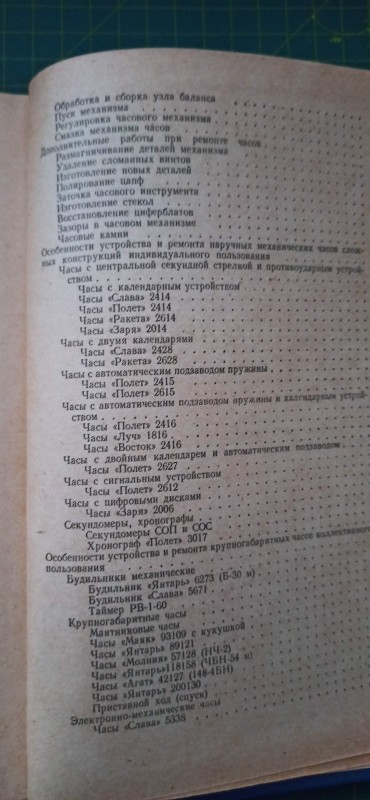 Обработка и сборка узла баланса
Пуск механизма
Регулировка часового механизма
Смазка механизма часов
Дополнительные работы при ремонте часов
Размагничивание деталей механизма
Удаление сломанных винтов
Изготовление новых деталей
Полирование цапф
Заточка часового инструмента
Изготовление стекол
Восстановление циферблатов
Зазоры в часовом механизме
Часовые камни
Особенности устройства и ремонта наручных механических часов слож-
ных конструкций индивидуального пользования
Часы с центральной секундной стрелкой и противоударным устрой-
ством
Часы с календарным устройством
Часы «Слава» 2414
Часы «Полет» 2414
Часы «Ракета» 2614
Часы «Заря» 2014
Часы с двумя календарями
Часы «Слава» 2428
Часы «Ракета» 2628
Часы с автоматическим подзаводом пружины
Часы «Полет» 2415
Часы «Полет» 2615
Часы с автоматическим подзаводом пружины и календарным устрой-
ством
Часы «Полет» 2416
Часы «Луч» 1816
Часы «Восток» 2416
Часы с двойным календарем и автоматическим подзаводом
Часы «Полет» 2627
Часы с сигнальным устройством
Часы «Полет» 2612
Часы с цифровыми дисками
Часы «Заря» 2006
Секундомеры, хронографы
Секундомеры СОП и СОС
Хронограф «Полет» 3017
Особенности устройства и ремонта крупногабаритных часов коллективного
пользования
Будильники механические
Будильник «Янтарь» 6273 (Б-30 м)
Будильник «Слава» 5671
Таймер РВ-1-60
Крупногабаритные часы
Маятниковые часы
Часы «Маяк» 93109 с кукушкой
Часы «Янтарь» 89121
Часы «Молния» 57128 (НЧ-2)
Часы «Янтарь»118158 (ЧБН-54 м)
Часы «Агат» 42127 (148-4БН)
Часы «Янтарь» 200130
Приставной ход (спуск)
Электронно-механические часы
Часы «Слава» 5338